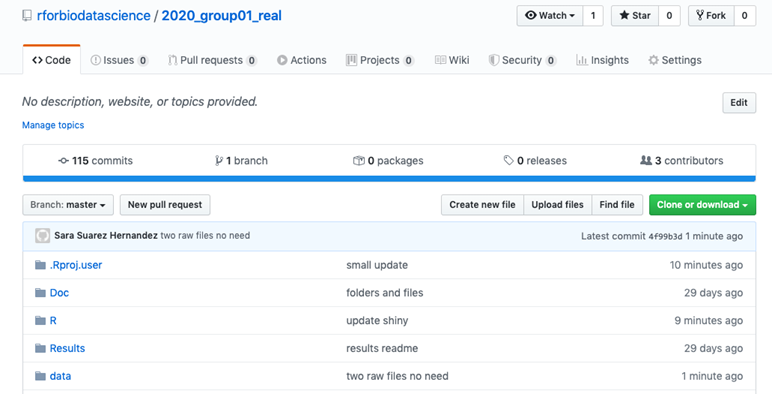 rforbiodatascience / 2020_group01_real
Watch 1 Star 0 Fork 0
Code Issues 0 Pull requests 0 Actions Projects 0 Wiki Security 0 Insights Settings
No description, website, or topics provided. Edit
Manage topics
115 commits 1 branch 0 packages 0 releases 3 contributors
Branch: master New pull request Create new file Upload files Find file Clone or download
Sara Suarez Hernandez two raw files no need Latest commit 4f99b3d 1 minute ago
.Rproj.user small update 10 minutes ago
Doc folders and files 29 days ago
R update shiny 9 minutes ago
Results results readme 29 days ago
data two raw files no need 1 minute ago